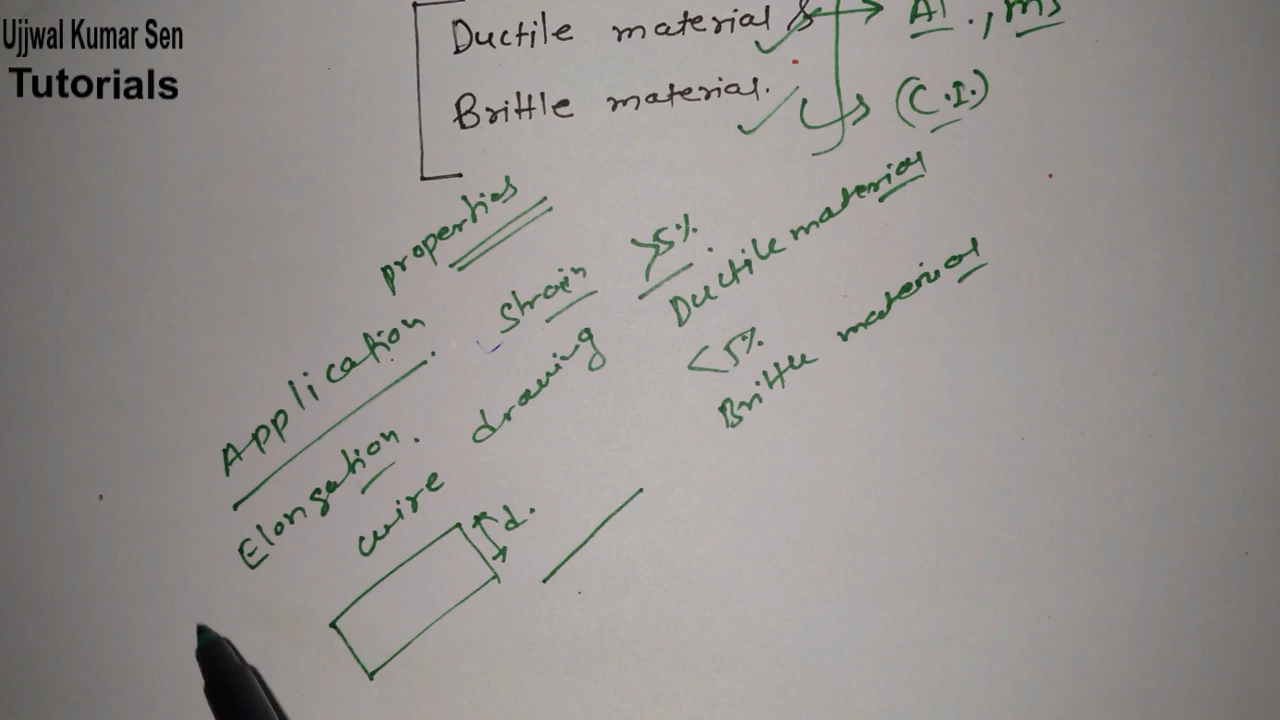 Ujjwal Kumar Sen
Tutorials
Ductile material & Al., MS
Brittle material. (C.I.)
properties
Application
Strain >5%.
Ductile material
<5%
Brittle material
Elongation.
wire drawing
d.